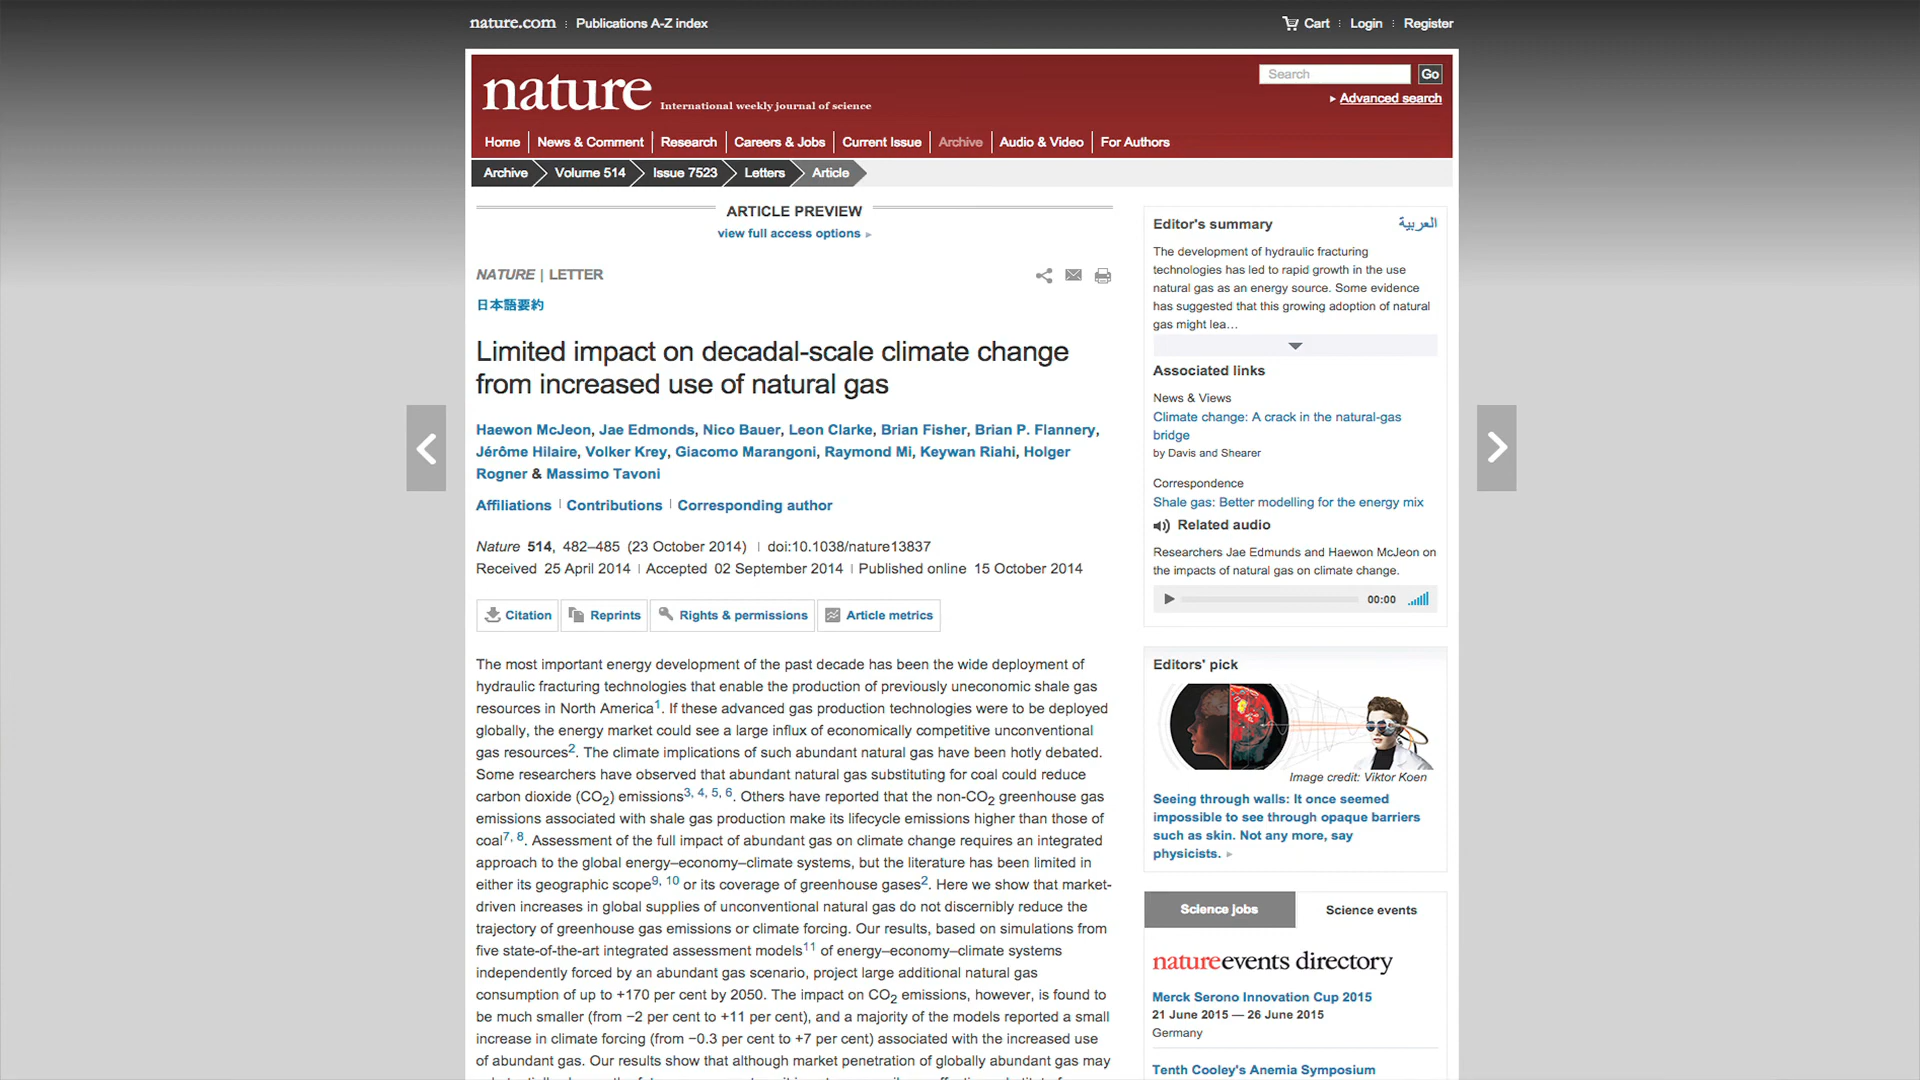 nature.com : Publications A-Z index
Cart : Login : Register
nature International weekly journal of science
Search Go
Advanced search
Home News & Comment Research Careers & Jobs Current Issue Archive Audio & Video For Authors
Archive Volume 514 Issue 7523 Letters Article
ARTICLE PREVIEW
view full access options
NATURE | LETTER
日本語要約
Limited impact on decadal-scale climate change
from increased use of natural gas
Haewon McJeon, Jae Edmonds, Nico Bauer, Leon Clarke, Brian Fisher, Brian P. Flannery,
Jérôme Hilaire, Volker Krey, Giacomo Marangoni, Raymond Mi, Keywan Riahi, Holger
Rogner & Massimo Tavoni
Affiliations | Contributions | Corresponding author
Nature 514, 482–485 (23 October 2014) | doi:10.1038/nature13837
Received 25 April 2014 | Accepted 02 September 2014 | Published online 15 October 2014
Citation Reprints Rights & permissions Article metrics
The most important energy development of the past decade has been the wide deployment of
hydraulic fracturing technologies that enable the production of previously uneconomic shale gas
resources in North America1. If these advanced gas production technologies were to be deployed
globally, the energy market could see a large influx of economically competitive unconventional
gas resources2. The climate implications of such abundant natural gas have been hotly debated.
Some researchers have observed that abundant natural gas substituting for coal could reduce
carbon dioxide (CO2) emissions3, 4, 5, 6. Others have reported that the non-CO2 greenhouse gas
emissions associated with shale gas production make its lifecycle emissions higher than those of
coal7, 8. Assessment of the full impact of abundant gas on climate change requires an integrated
approach to the global energy–economy–climate systems, but the literature has been limited in
either its geographic scope9, 10 or its coverage of greenhouse gases2. Here we show that market-
driven increases in global supplies of unconventional natural gas do not discernibly reduce the
trajectory of greenhouse gas emissions or climate forcing. Our results, based on simulations from
five state-of-the-art integrated assessment models11 of energy–economy–climate systems
independently forced by an abundant gas scenario, project large additional natural gas
consumption of up to +170 per cent by 2050. The impact on CO2 emissions, however, is found to
be much smaller (from −2 per cent to +11 per cent), and a majority of the models reported a small
increase in climate forcing (from −0.3 per cent to +7 per cent) associated with the increased use
of abundant gas. Our results show that although market penetration of globally abundant gas may
Editor's summary العربية
The development of hydraulic fracturing
technologies has led to rapid growth in the use
natural gas as an energy source. Some evidence
has suggested that this growing adoption of natural
gas might lea…
Associated links
News & Views
Climate change: A crack in the natural-gas
bridge
by Davis and Shearer
Correspondence
Shale gas: Better modelling for the energy mix
Related audio
Researchers Jae Edmunds and Haewon McJeon on
the impacts of natural gas on climate change.
00:00
Editors' pick
Image credit: Viktor Koen
Seeing through walls: It once seemed
impossible to see through opaque barriers
such as skin. Not any more, say
physicists.
Science jobs Science events
natureevents directory
Merck Serono Innovation Cup 2015
21 June 2015 — 26 June 2015
Germany
Tenth Cooley's Anemia Symposium